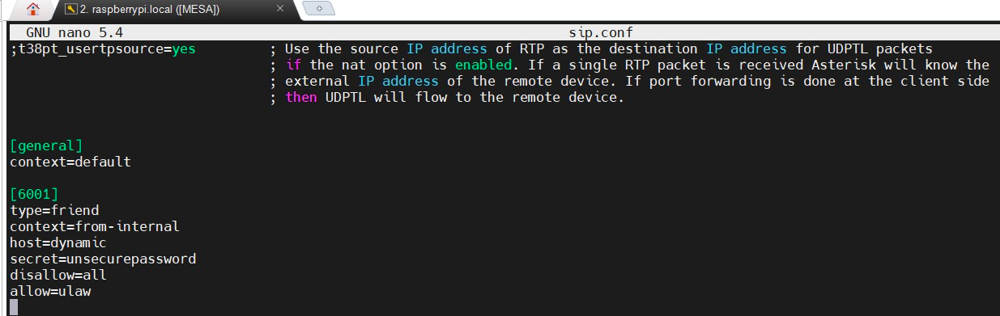 2. raspberrypi.local ([MESA])
GNU nano 5.4 sip.conf
;t38pt_usertpsource=yes ; Use the source IP address of RTP as the destination IP address for UDPTL packets
; if the nat option is enabled. If a single RTP packet is received Asterisk will know the
; external IP address of the remote device. If port forwarding is done at the client side
; then UDPTL will flow to the remote device.
[general]
context=default
[6001]
type=friend
context=from-internal
host=dynamic
secret=unsecurepassword
disallow=all
allow=ulaw